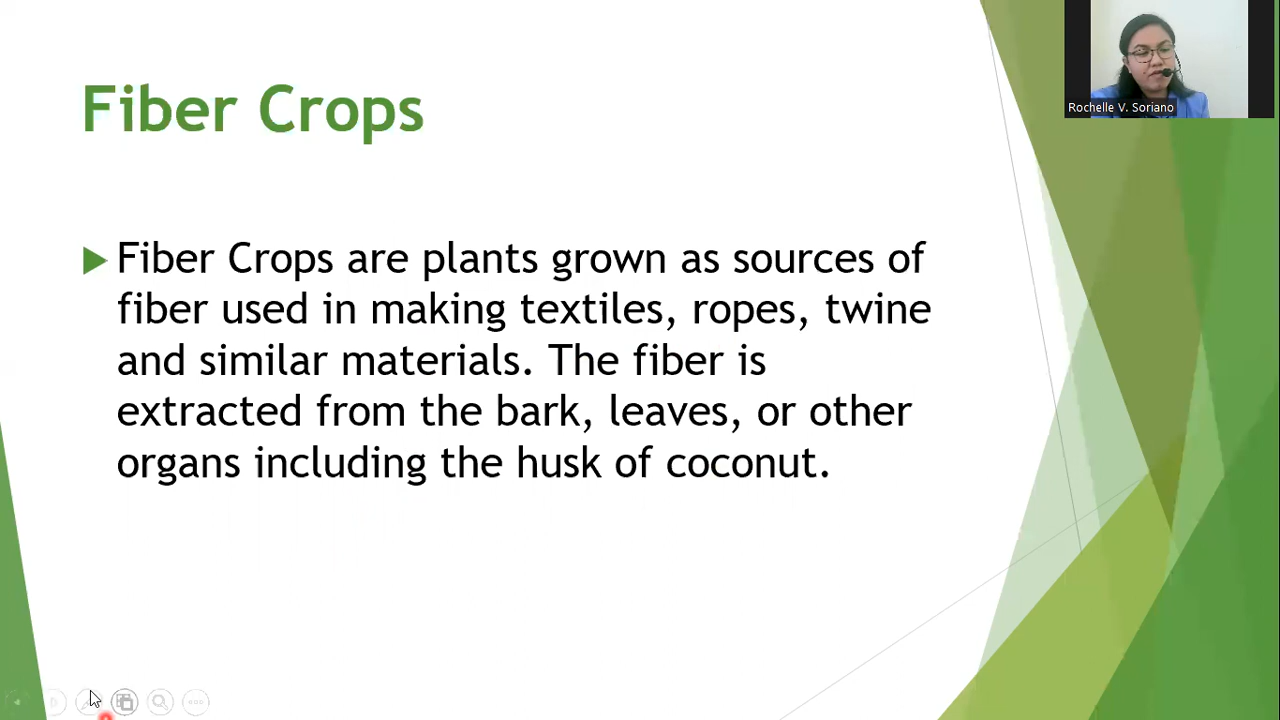 Fiber Crops
Rochelle V. Soriano
Fiber Crops are plants grown as sources of
fiber used in making textiles, ropes, twine
and similar materials. The fiber is
extracted from the bark, leaves, or other
organs including the husk of coconut.